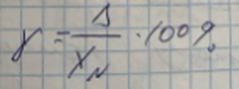 γ = Δ / X_N · 100%